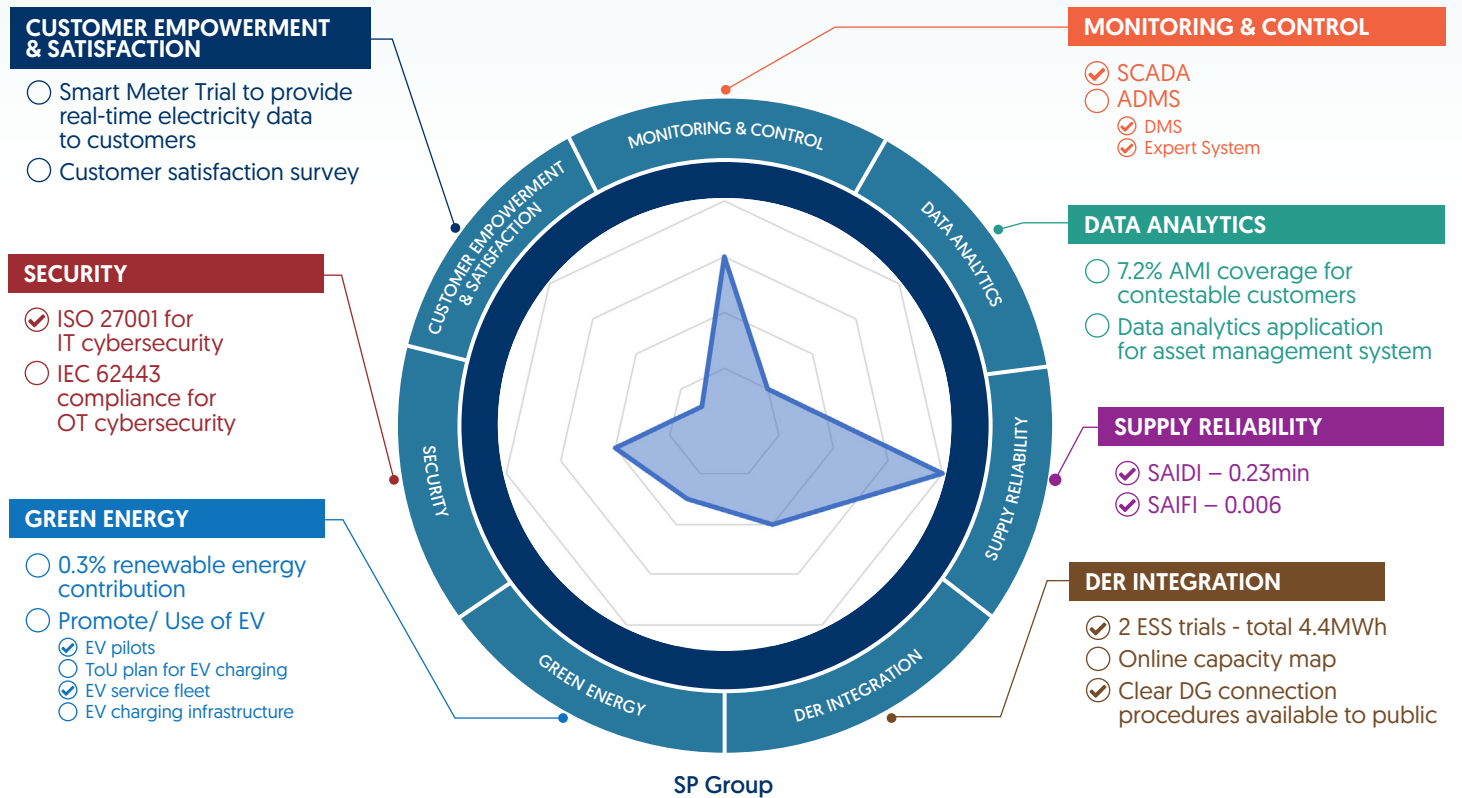 CUSTOMER EMPOWERMENT
& SATISFACTION
Smart Meter Trial to provide
real-time electricity data
to customers
Customer satisfaction survey
SECURITY
ISO 27001 for
IT cybersecurity
IEC 62443
compliance for
OT cybersecurity
GREEN ENERGY
0.3% renewable energy
contribution
Promote/ Use of EV
EV pilots
ToU plan for EV charging
EV service fleet
EV charging infrastructure
MONITORING & CONTROL
DATA ANALYTICS
SUPPLY RELIABILITY
DER INTEGRATION
GREEN ENERGY
SECURITY
CUSTOMER EMPOWERMENT
& SATISFACTION
SP Group
MONITORING & CONTROL
SCADA
ADMS
DMS
Expert System
DATA ANALYTICS
7.2% AMI coverage for
contestable customers
Data analytics application
for asset management system
SUPPLY RELIABILITY
SAIDI – 0.23min
SAIFI – 0.006
DER INTEGRATION
2 ESS trials - total 4.4MWh
Online capacity map
Clear DG connection
procedures available to public